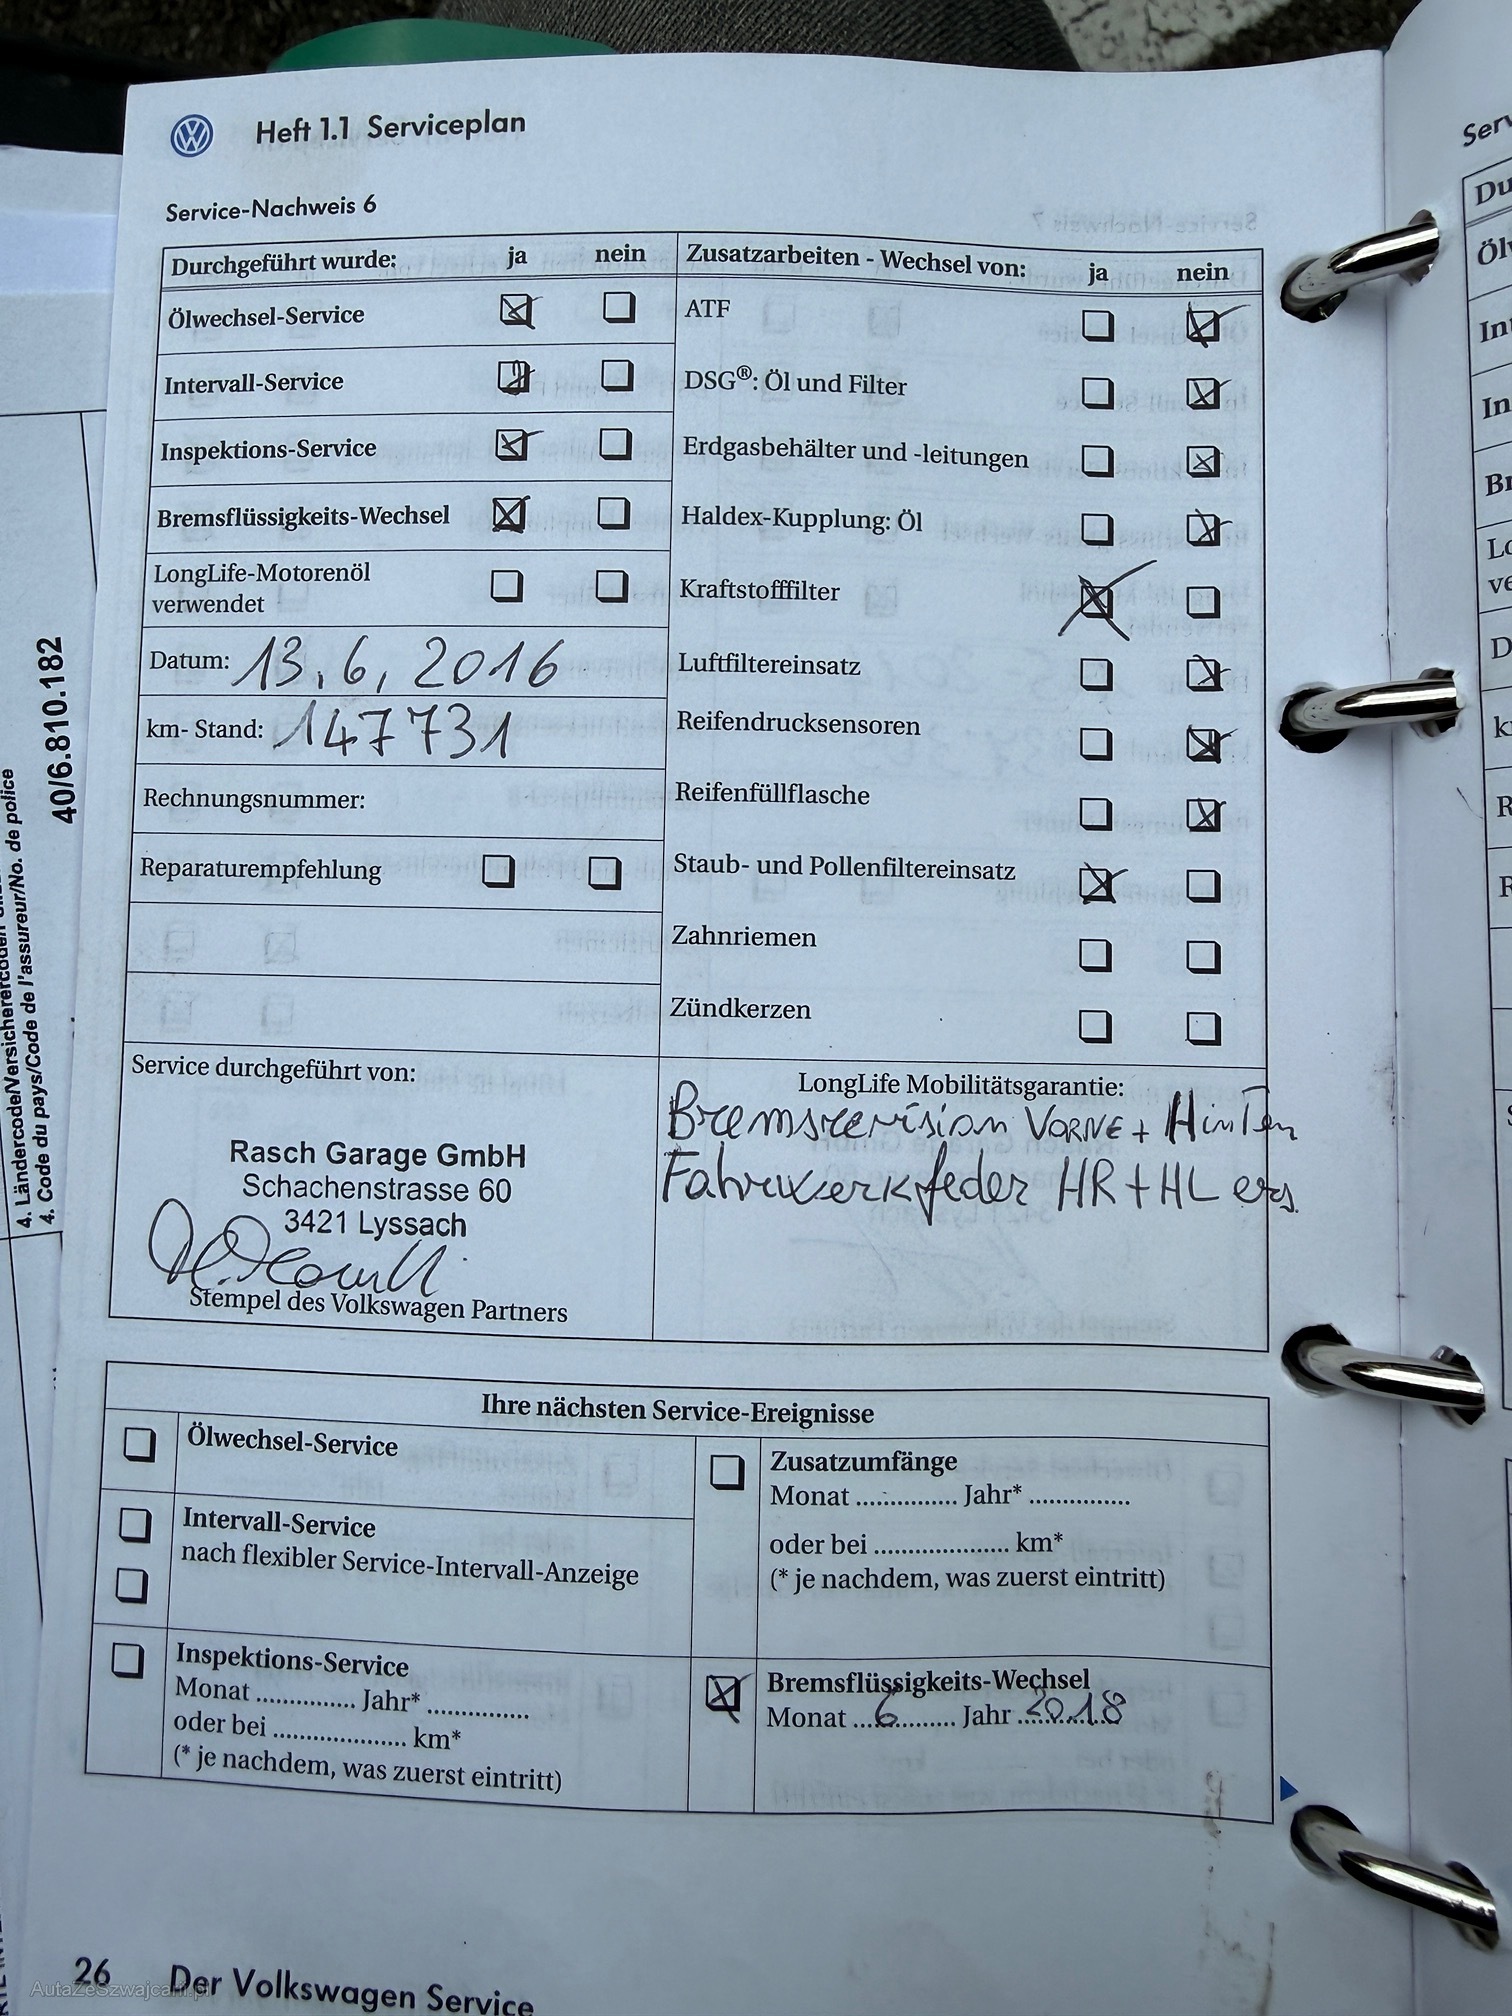 Heft 1.1 Serviceplan
Service-Nachweis 6
Durchgeführt wurde: ja nein
Ölwechsel-Service
Intervall-Service
Inspektions-Service
Bremsflüssigkeits-Wechsel
LongLife-Motorenöl
verwendet
Datum: 13.6.2016
km- Stand: 147731
Rechnungsnummer:
Reparaturempfehlung
Zusatzarbeiten - Wechsel von: ja nein
ATF
DSG®: Öl und Filter
Erdgasbehälter und -leitungen
Haldex-Kupplung: Öl
Kraftstofffilter
Luftfiltereinsatz
Reifendrucksensoren
Reifenfüllflasche
Staub- und Pollenfiltereinsatz
Zahnriemen
Zündkerzen
Service durchgeführt von:
Rasch Garage GmbH
Schachenstrasse 60
3421 Lyssach
Stempel des Volkswagen Partners
LongLife Mobilitätsgarantie:
Bremsrevision VORNE + HinTen
Fahrwerkfeder HR + HL ers.
Ihre nächsten Service-Ereignisse
Ölwechsel-Service
Intervall-Service
nach flexibler Service-Intervall-Anzeige
Inspektions-Service
Monat ............... Jahr* ...............
oder bei .................... km*
(* je nachdem, was zuerst eintritt)
Zusatzumfänge
Monat ............... Jahr* ...............
oder bei .................... km*
(* je nachdem, was zuerst eintritt)
Bremsflüssigkeits-Wechsel
Monat ...6.......... Jahr ..2018
26 Der Volkswagen Service
AutaZeSzwajcarii.pl
4. Code du pays/Code de l'assureur/No. de police
40/6.810.182